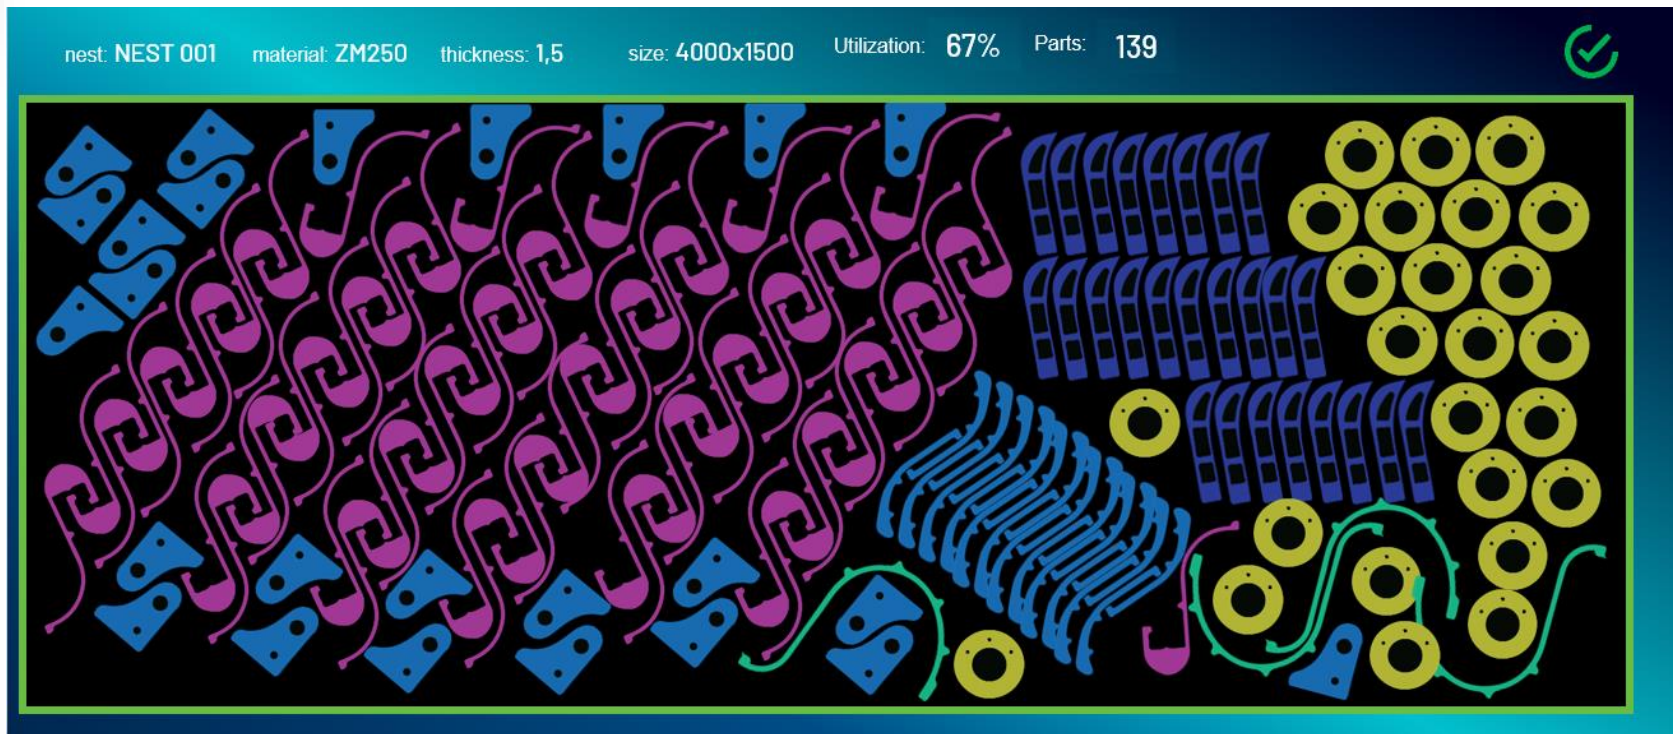 nest: NEST 001 material: ZM250 thickness: 1,5 size: 4000x1500 Utilization: 67% Parts: 139